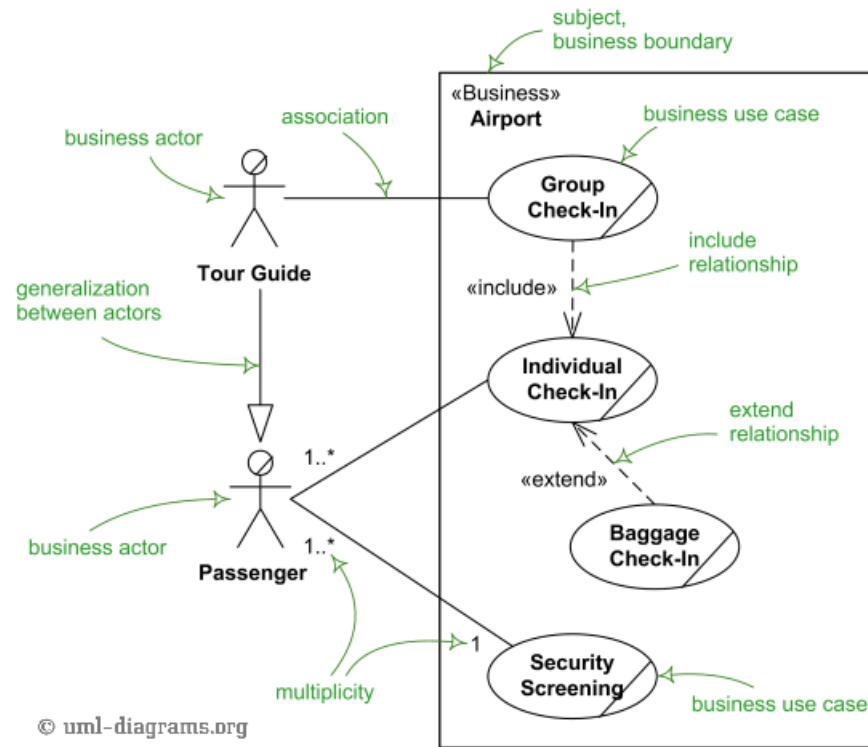 subject,
business boundary
«Business»
Airport
business use case
association
business actor
Group
Check-In
Tour Guide
include
relationship
«include»
generalization
between actors
Individual
Check-In
extend
relationship
1..*
«extend»
business actor
Passenger
1..*
Baggage
Check-In
multiplicity
1
Security
Screening
business use case
© uml-diagrams.org